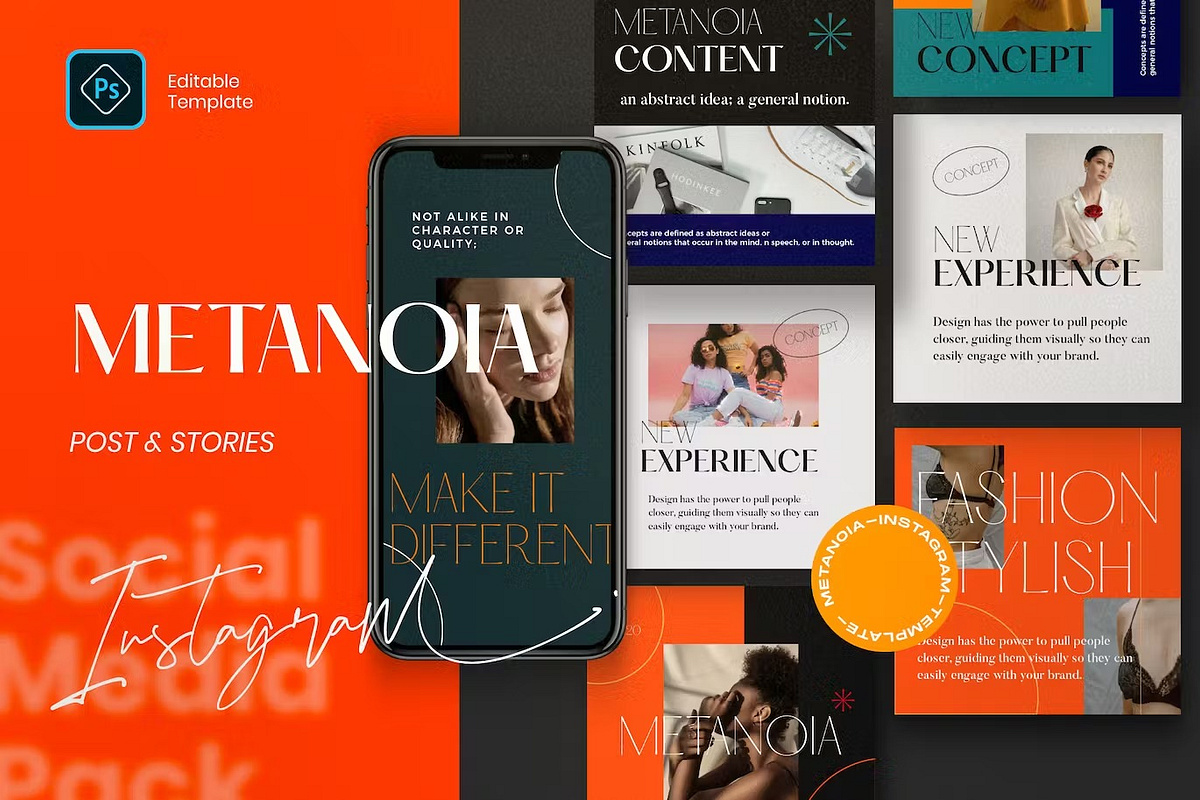 Ps
Editable
Template
METANOIA
POST & STORIES
Social
Media
Pack
Instagram
NOT ALIKE IN
CHARACTER OR
QUALITY;
MAKE IT
DIFFERENT
METANOIA
CONTENT
an abstract idea; a general notion.
KINFOLK
HODINKEE
cepts are defined as abstract ideas or
eral notions that occur in the mind. n speech, or in thought.
CONCEPT
NEW
EXPERIENCE
Design has the power to pull people
closer, guiding them visually so they can
easily engage with your brand.
20
METANOIA
NEW
CONCEPT
Concepts are define
general notions tha
CONCEPT
NEW
EXPERIENCE
Design has the power to pull people
closer, guiding them visually so they can
easily engage with your brand.
FASHION
STYLISH
Design has the power to pull people
closer, guiding them visually so they can
easily engage with your brand.
METANOIA–INSTAGRAM–TEMPLATE–